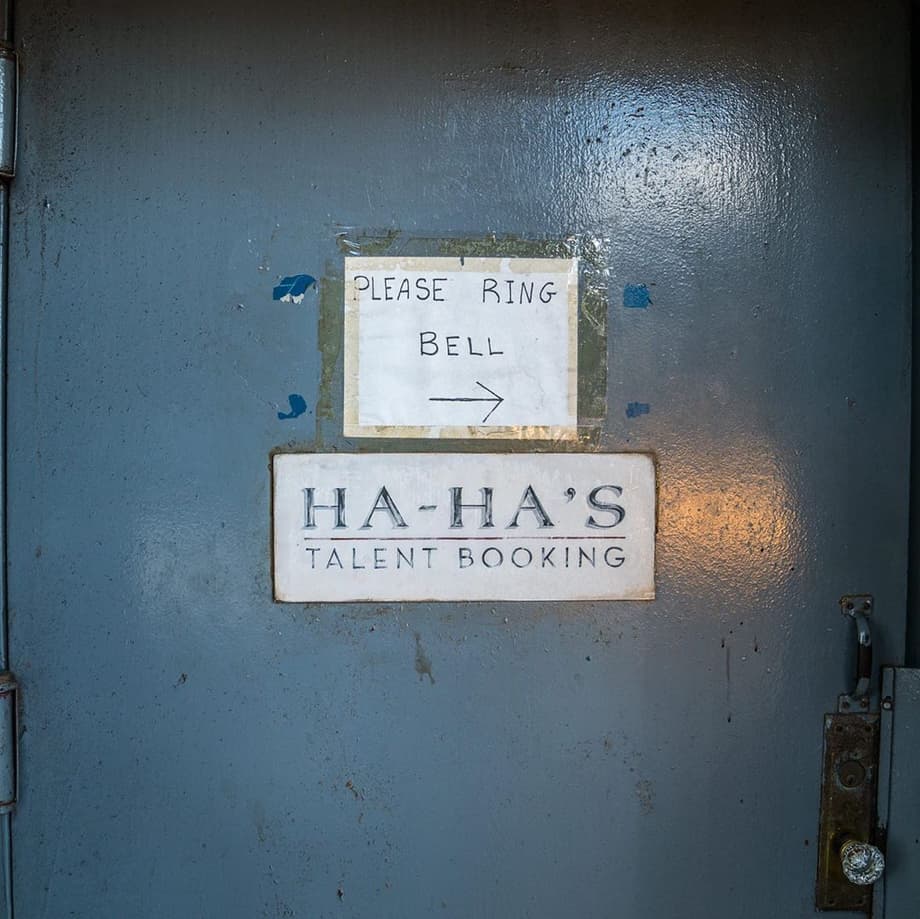 PLEASE RING
BELL
→
HA-HA'S
TALENT BOOKING